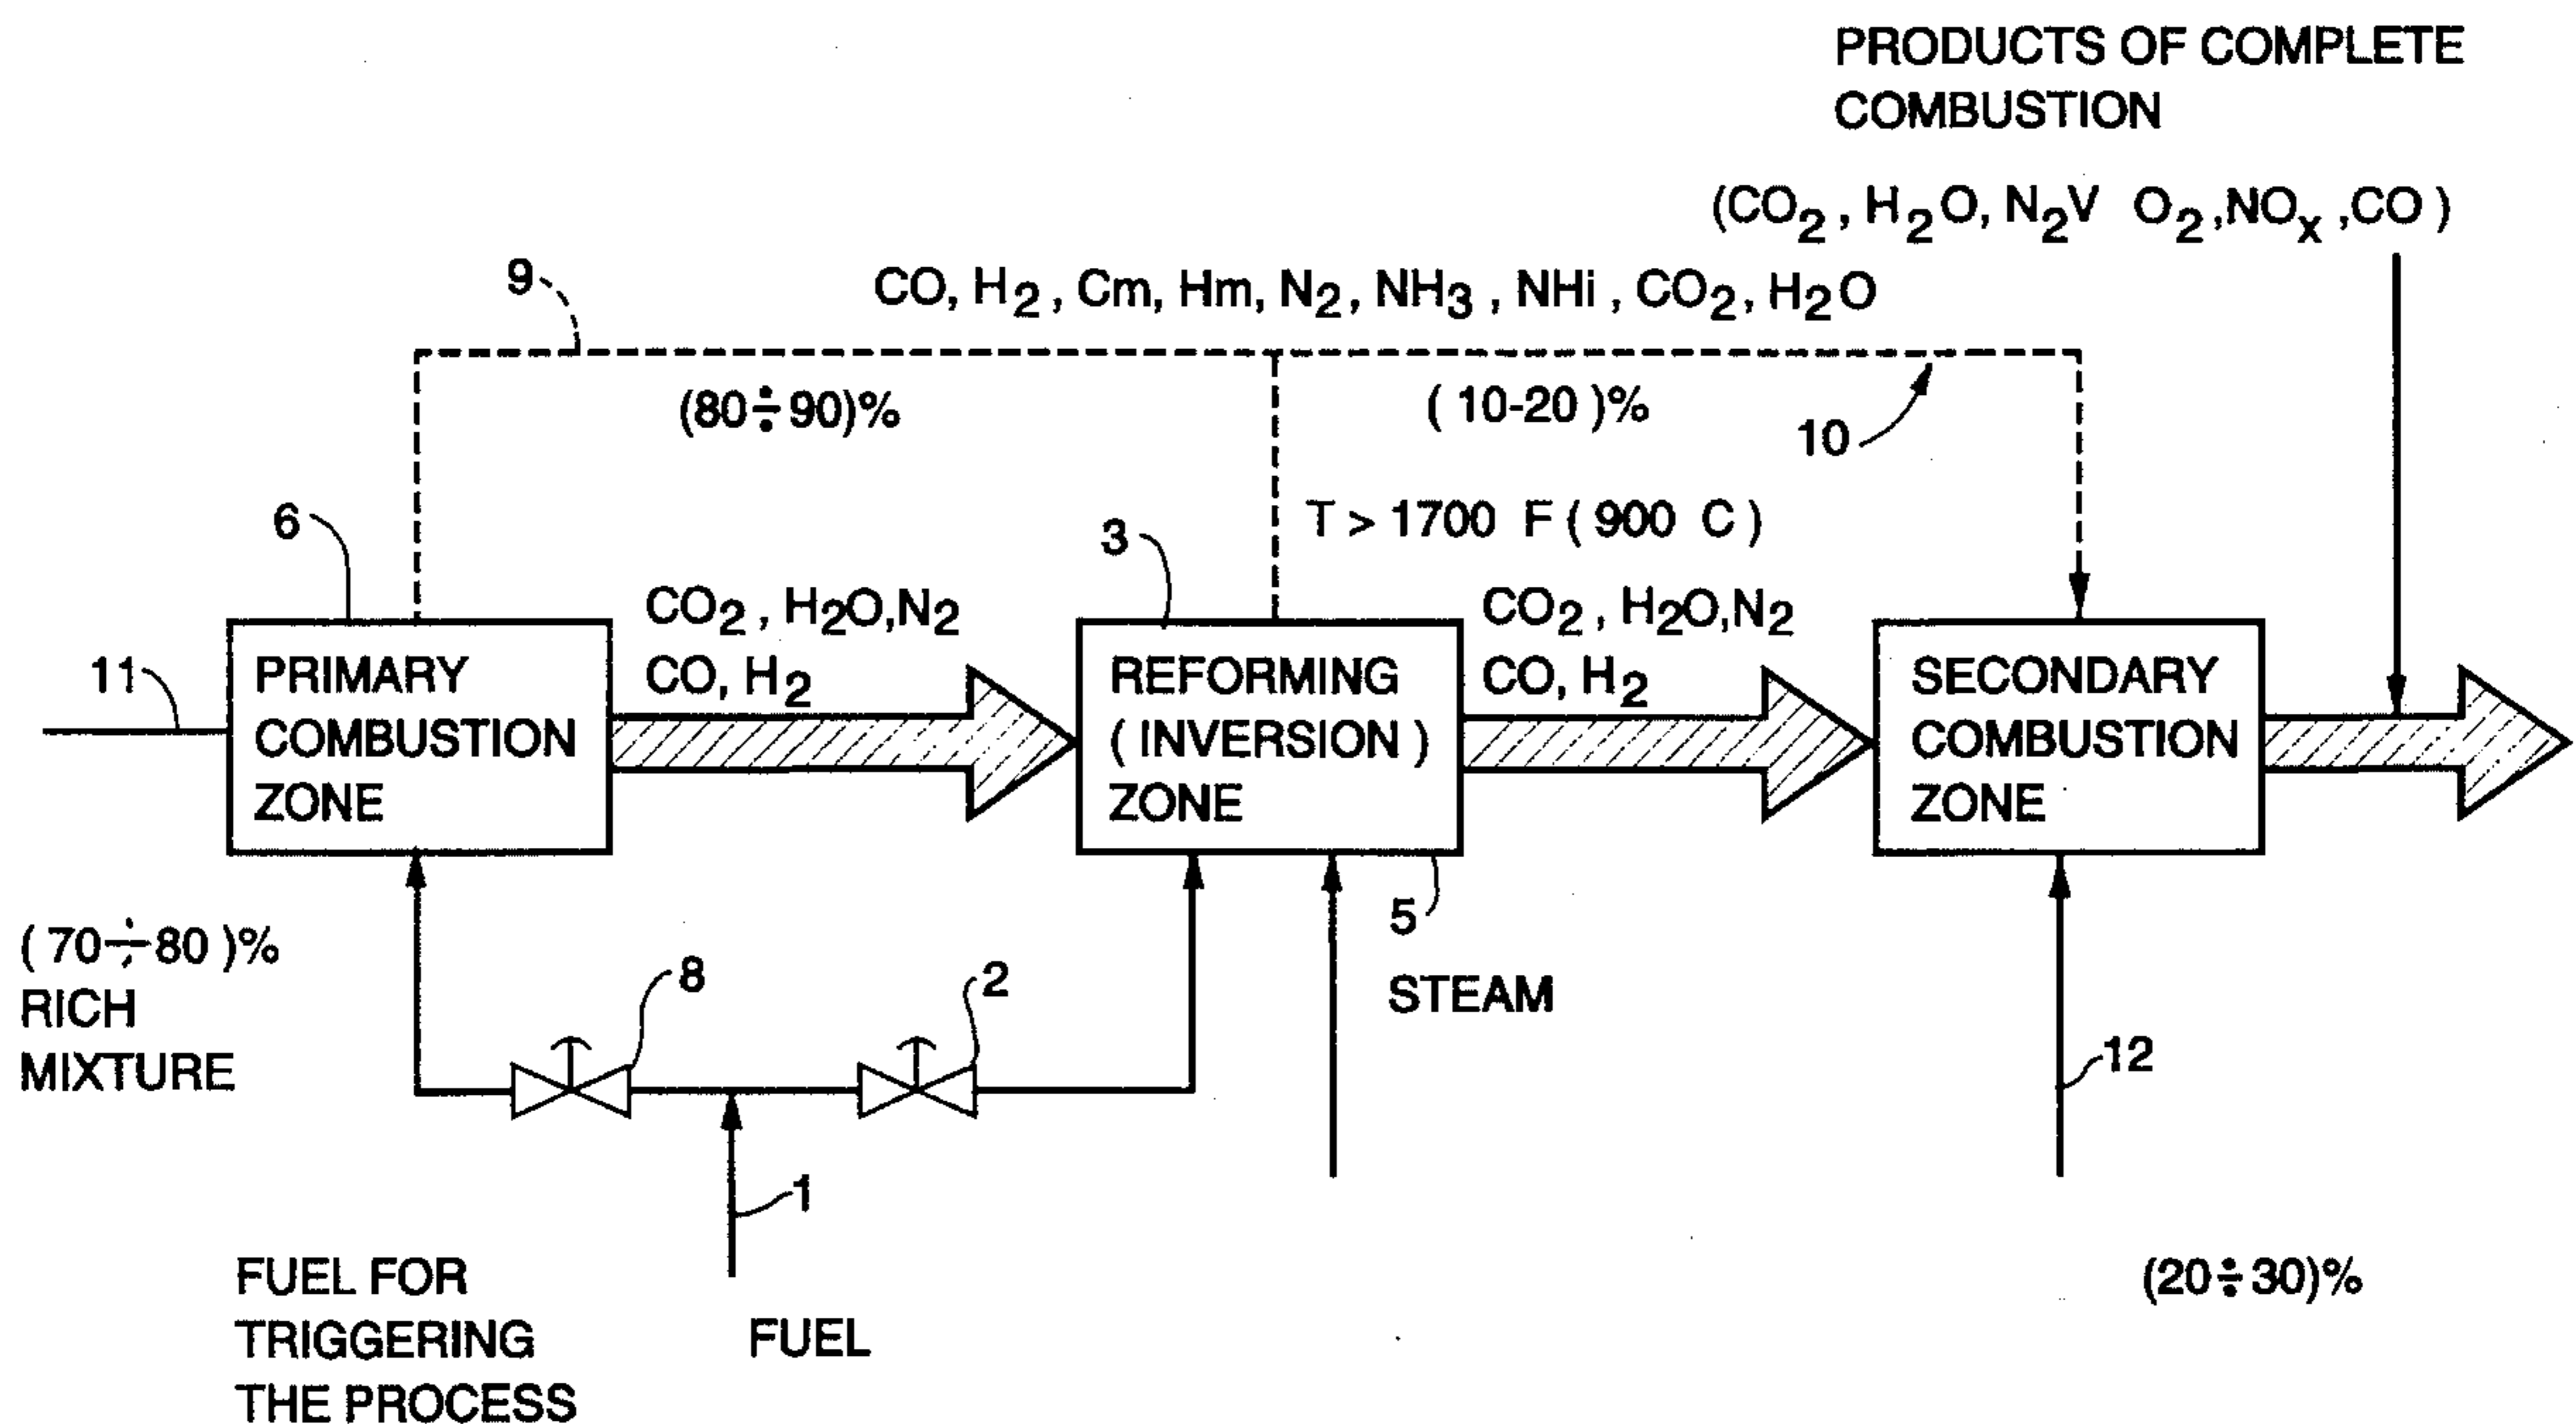 PRODUCTS OF COMPLETE
COMBUSTION
(CO₂, H₂O, N₂V O₂,NOₓ ,CO )
9
CO, H₂, Cm, Hm, N₂, NH₃ , NHi , CO₂, H₂O
(80÷90)%
( 10-20 )%
10
6
3
T > 1700 F ( 900 C )
CO₂ , H₂O,N₂
CO, H₂
CO₂ , H₂O,N₂
CO, H₂
11
PRIMARY
COMBUSTION
ZONE
REFORMING
( INVERSION )
ZONE
SECONDARY
COMBUSTION
ZONE
5
( 70÷80 )%
RICH
MIXTURE
8
2
STEAM
12
1
FUEL FOR
TRIGGERING
THE PROCESS
FUEL
(20÷30)%